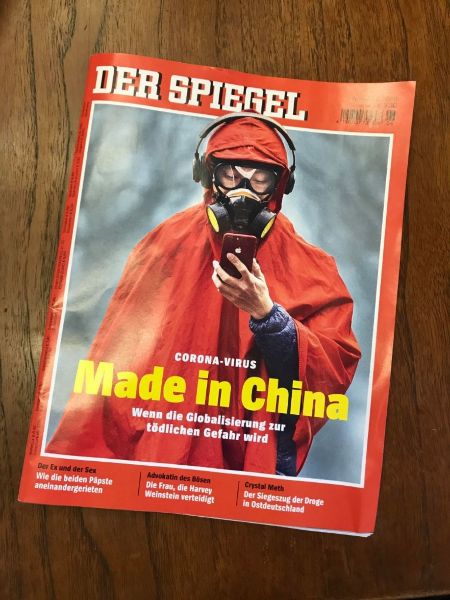 DER SPIEGEL
CORONA-VIRUS
Made in China
Wenn die Globalisierung zur
tödlichen Gefahr wird
Der Ex und der Sex
Wie die beiden Päpste
aneinandergerieten
Advokatin des Bösen
Die Frau, die Harvey
Weinstein verteidigt
Crystal Meth
Der Siegeszug der Droge
in Ostdeutschland